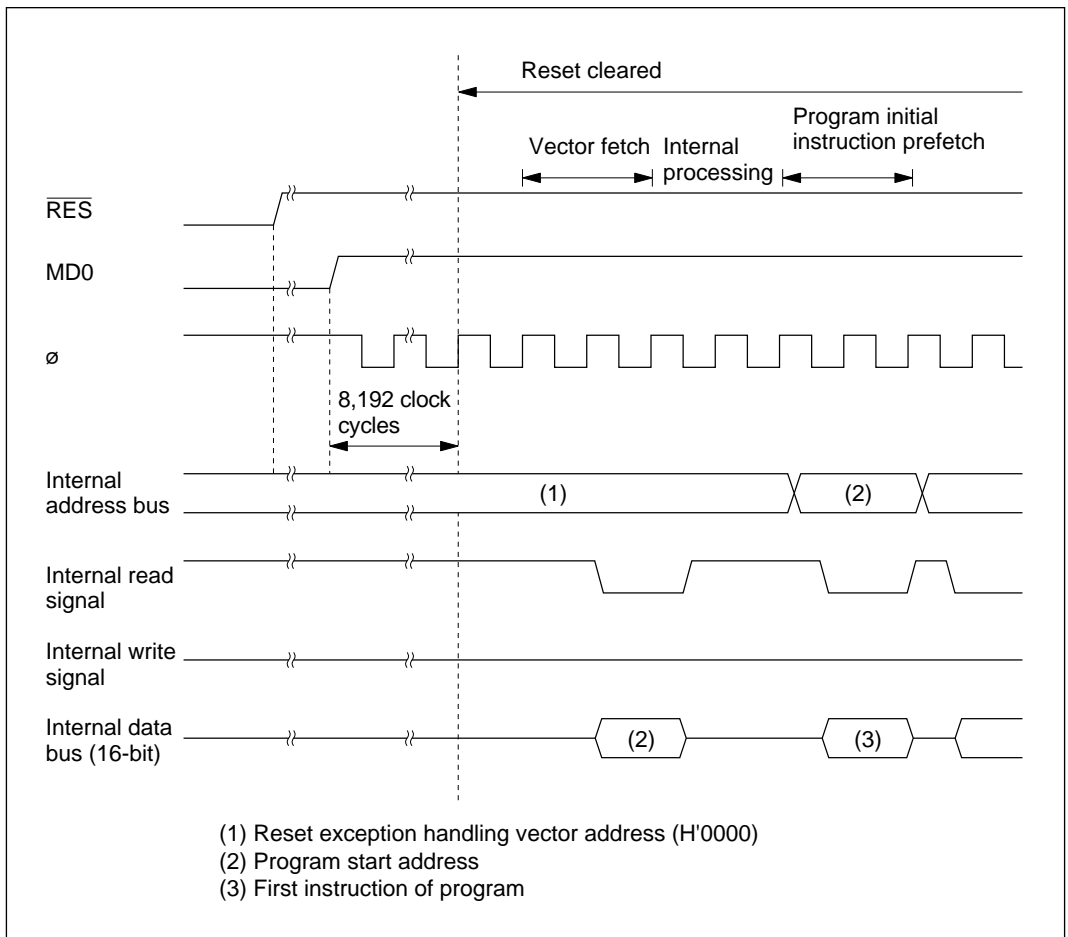 Reset cleared
Program initial
instruction prefetch
Vector fetch
Internal
processing
RES
MD0
ø
8,192 clock
cycles
Internal
address bus
(1)
(2)
Internal read
signal
Internal write
signal
Internal data
bus (16-bit)
(2)
(3)
(1) Reset exception handling vector address (H'0000)
(2) Program start address
(3) First instruction of program